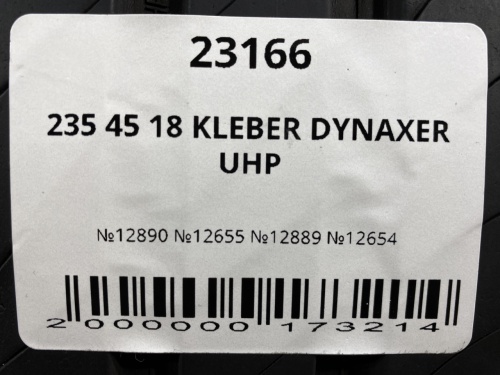 23166
235 45 18 KLEBER DYNAXER
UHP
№12890 №12655 №12889 №12654
2 000000 173214